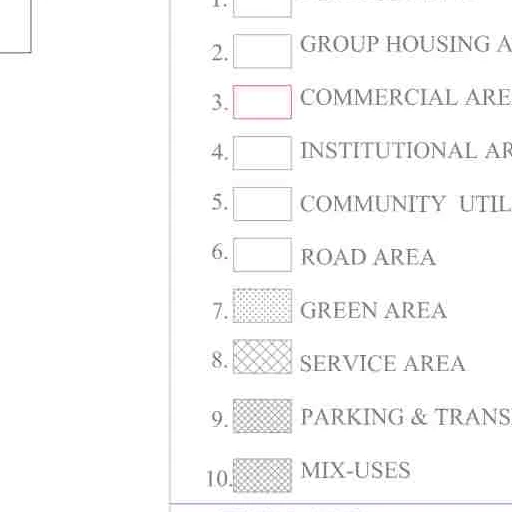 1.
2. GROUP HOUSING A
3. COMMERCIAL ARE
4. INSTITUTIONAL AR
5. COMMUNITY UTIL
6. ROAD AREA
7. GREEN AREA
8. SERVICE AREA
9. PARKING & TRANS
10. MIX-USES